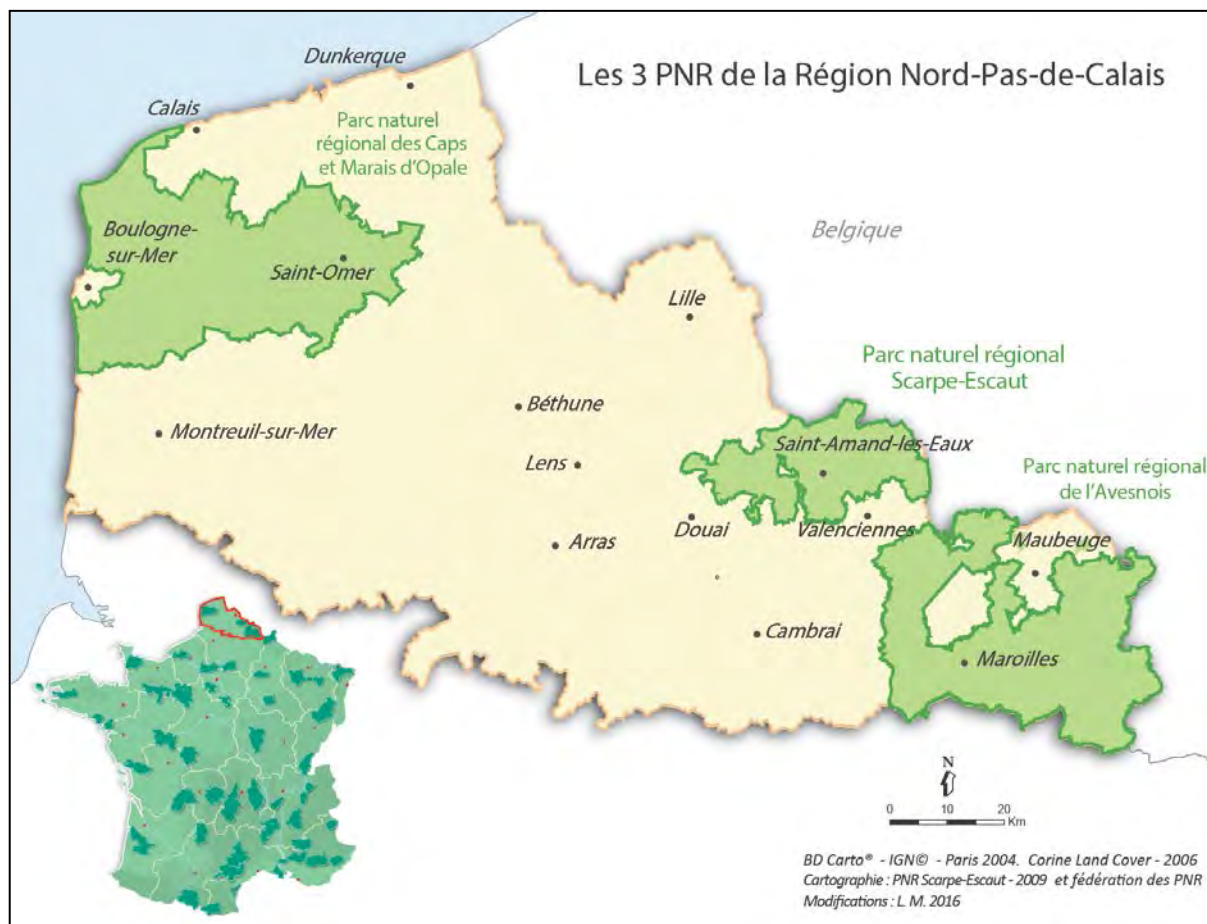 Les 3 PNR de la Région Nord-Pas-de-Calais
Dunkerque
Calais
Parc naturel
régional des Caps
et Marais d'Opale
Boulogne-
sur-Mer
Saint-Omer
Belgique
Lille
Parc naturel régional
Scarpe-Escaut
Béthune
Montreuil-sur-Mer
Saint-Amand-les-Eaux
Lens
Parc naturel régional
de l'Avesnois
Douai
Valenciennes
Arras
Maubeuge
Cambrai
Maroilles
N
0 10 20
Km
BD Carto® - IGN© - Paris 2004. Corine Land Cover - 2006
Cartographie : PNR Scarpe-Escaut - 2009 et fédération des PNR
Modifications : L. M. 2016